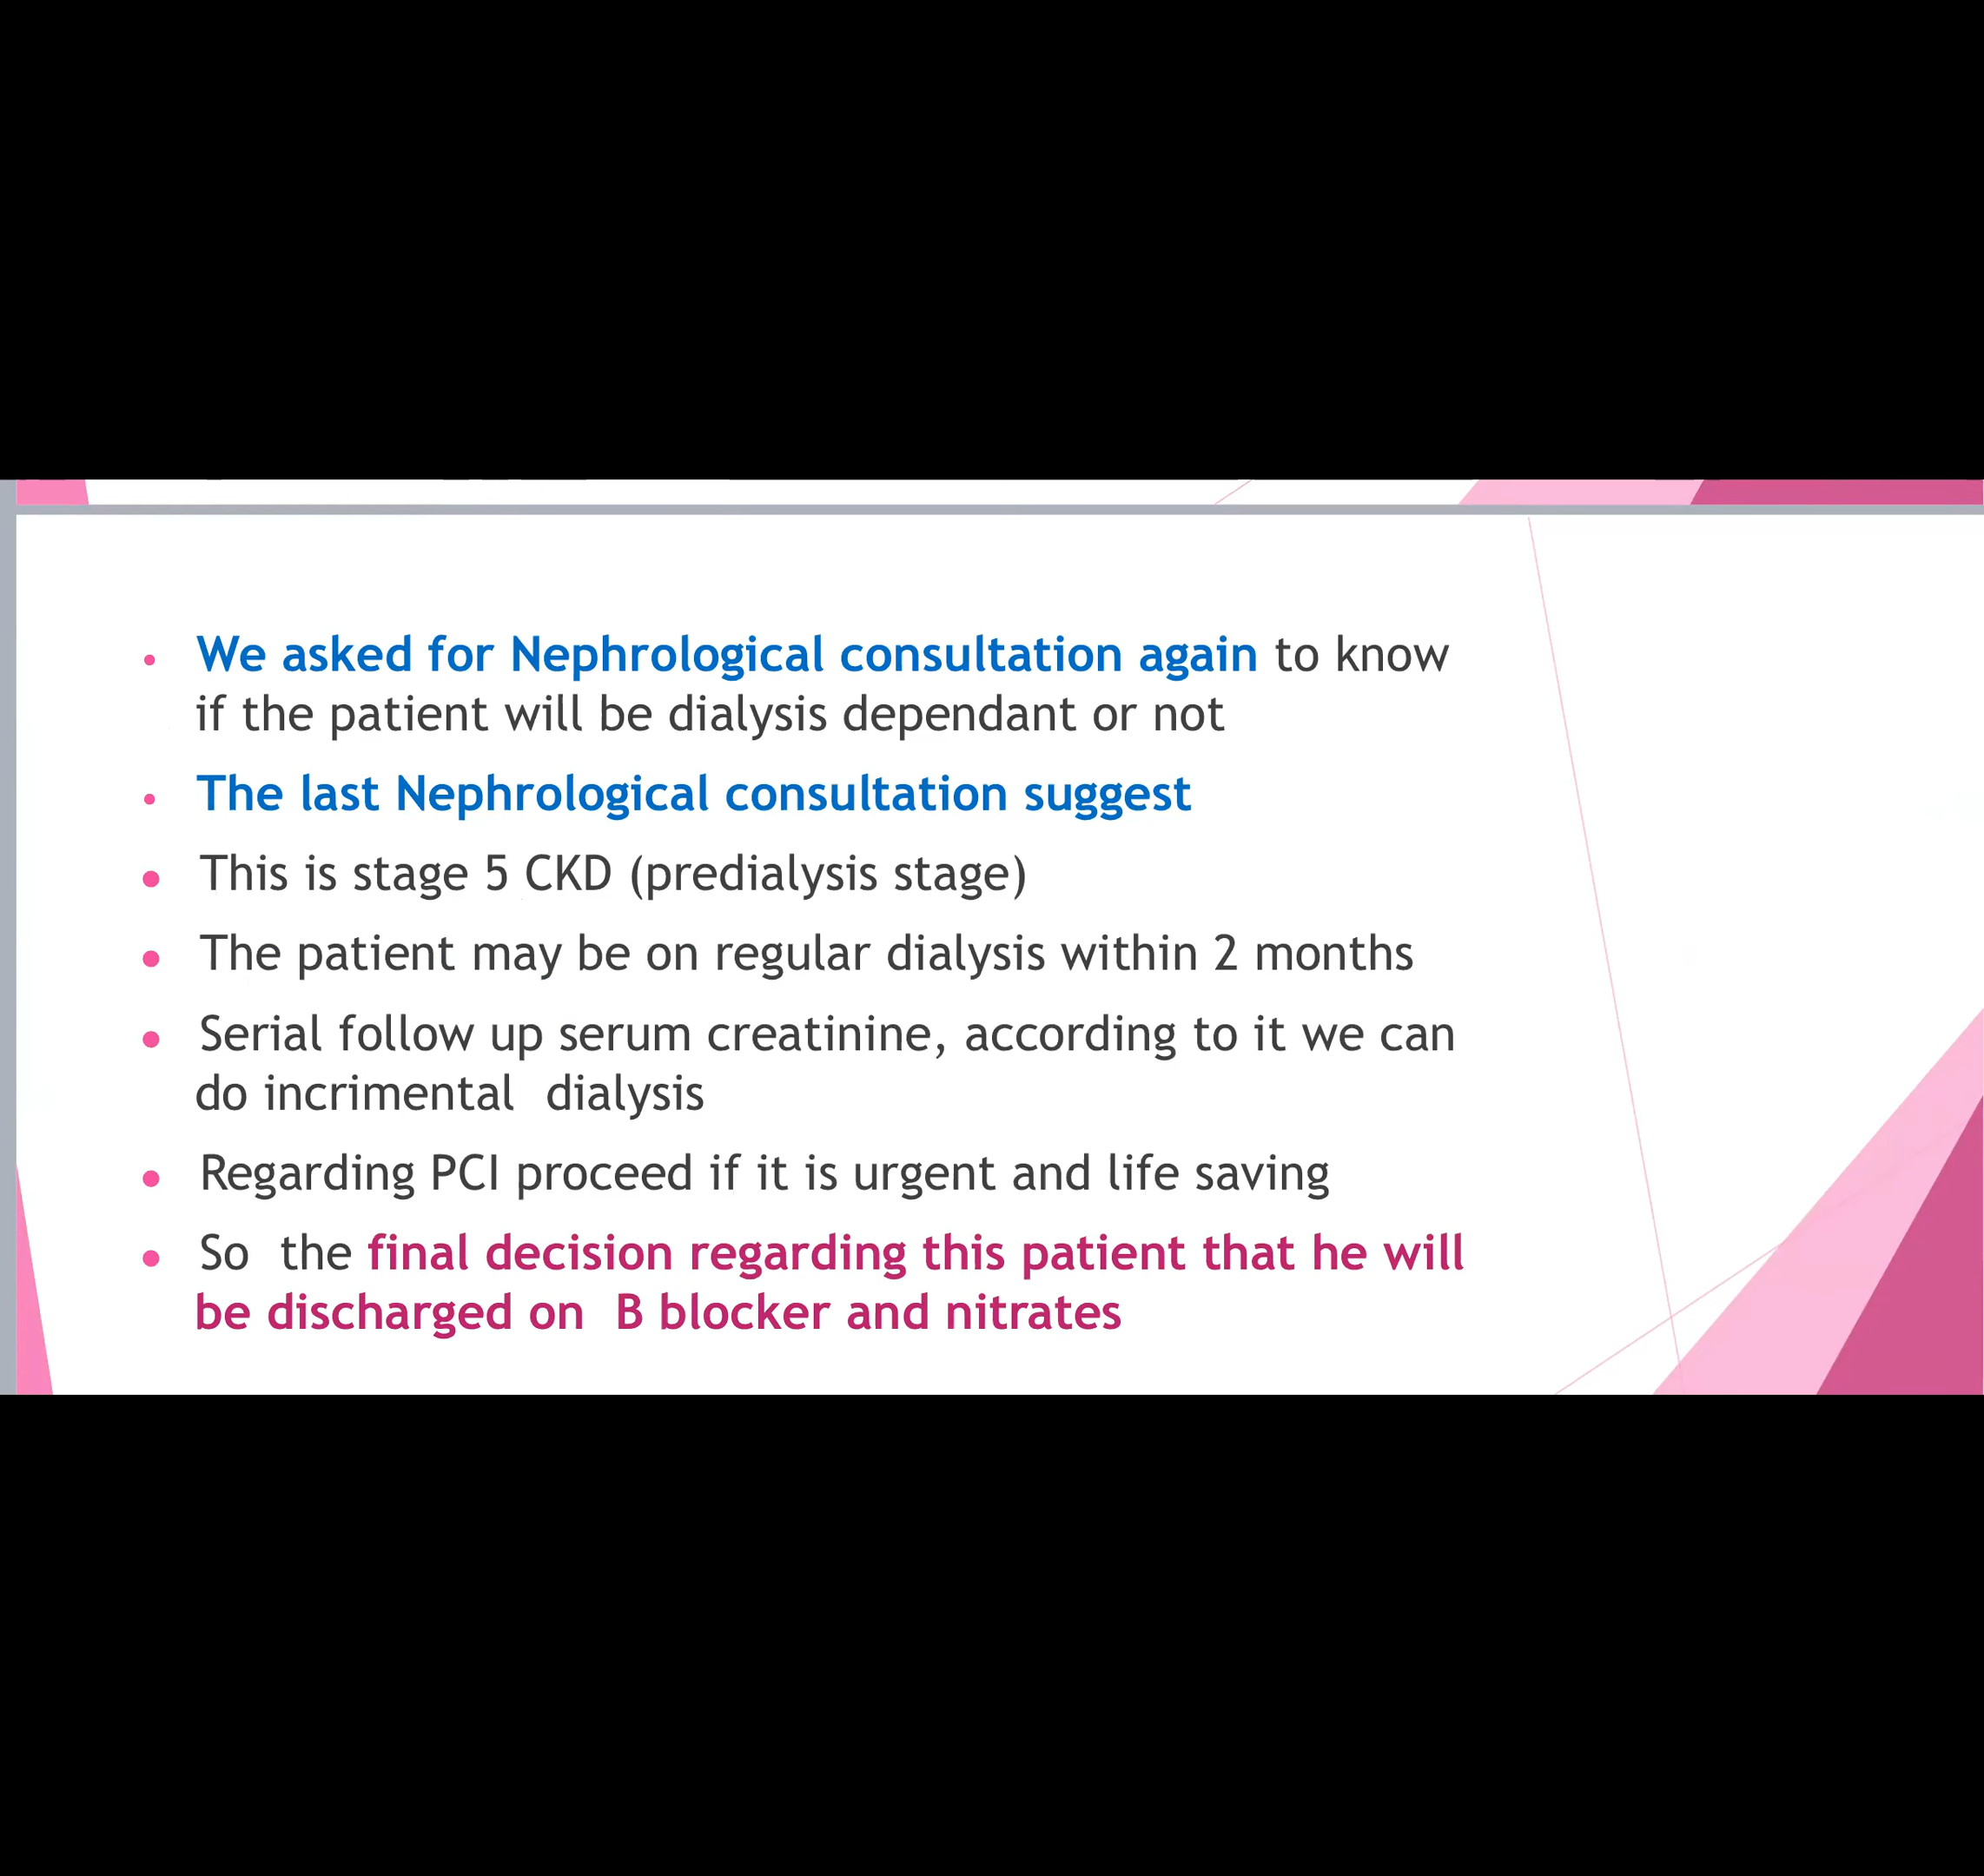 • We asked for Nephrological consultation again to know
if the patient will be dialysis dependant or not
• The last Nephrological consultation suggest
• This is stage 5 CKD (predialysis stage)
• The patient may be on regular dialysis within 2 months
• Serial follow up serum creatinine, according to it we can
do incrimental  dialysis
• Regarding PCI proceed if it is urgent and life saving
• So  the final decision regarding this patient that he will
be discharged on  B blocker and nitrates